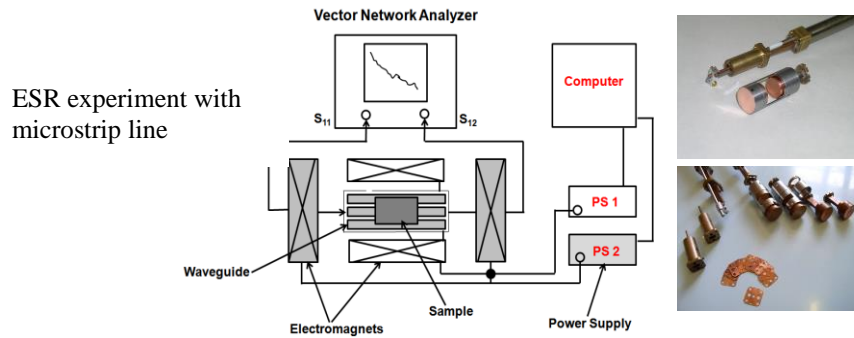 Vector Network Analyzer
ESR experiment with
microstrip line
S11
S12
Computer
PS 1
PS 2
Waveguide
Electromagnets
Sample
Power Supply